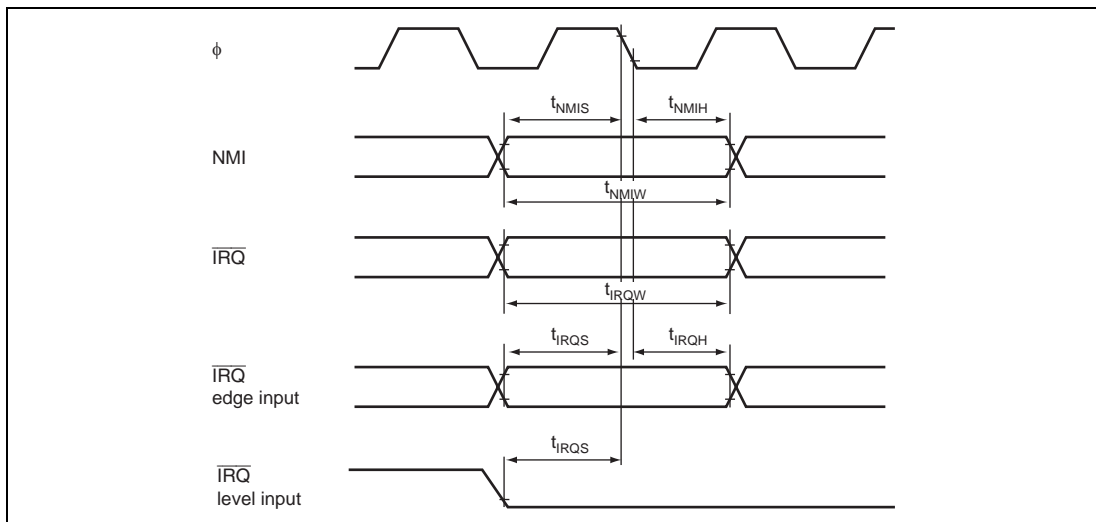 ϕ
tNMIS tNMIH
NMI
tNMIW
IRQ
tIRQW
tIRQS tIRQH
IRQ
edge input
tIRQS
IRQ
level input